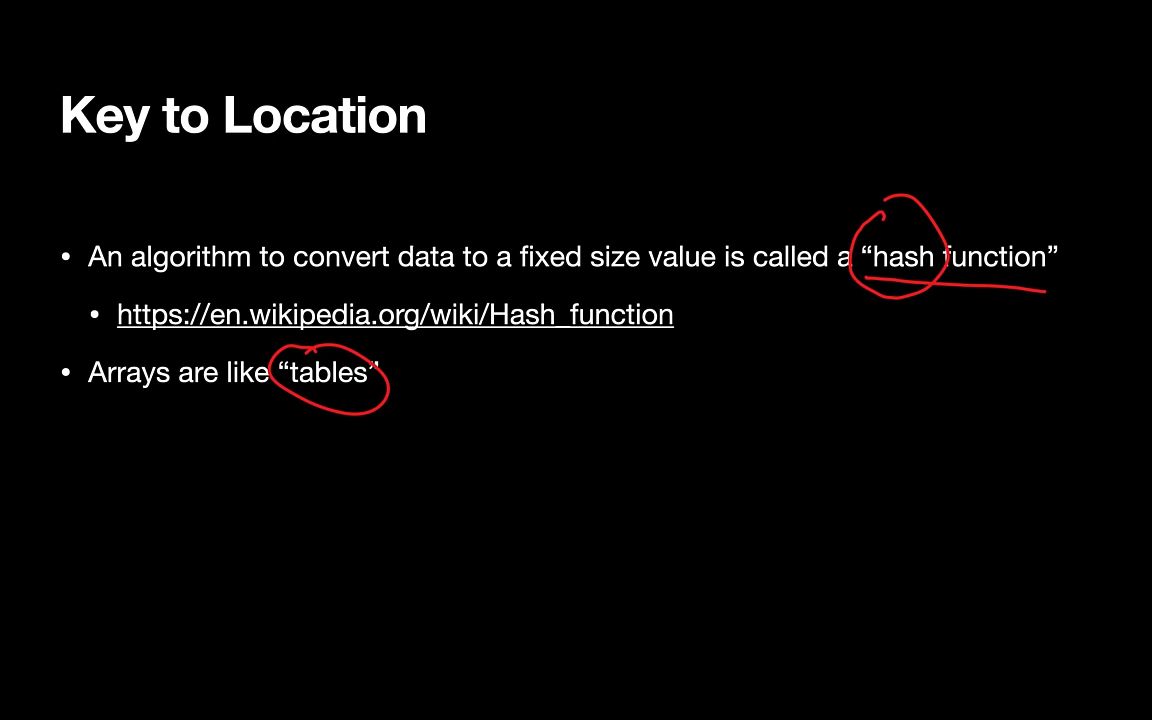 Key to Location
• An algorithm to convert data to a fixed size value is called a “hash function”
• https://en.wikipedia.org/wiki/Hash_function
• Arrays are like “tables”